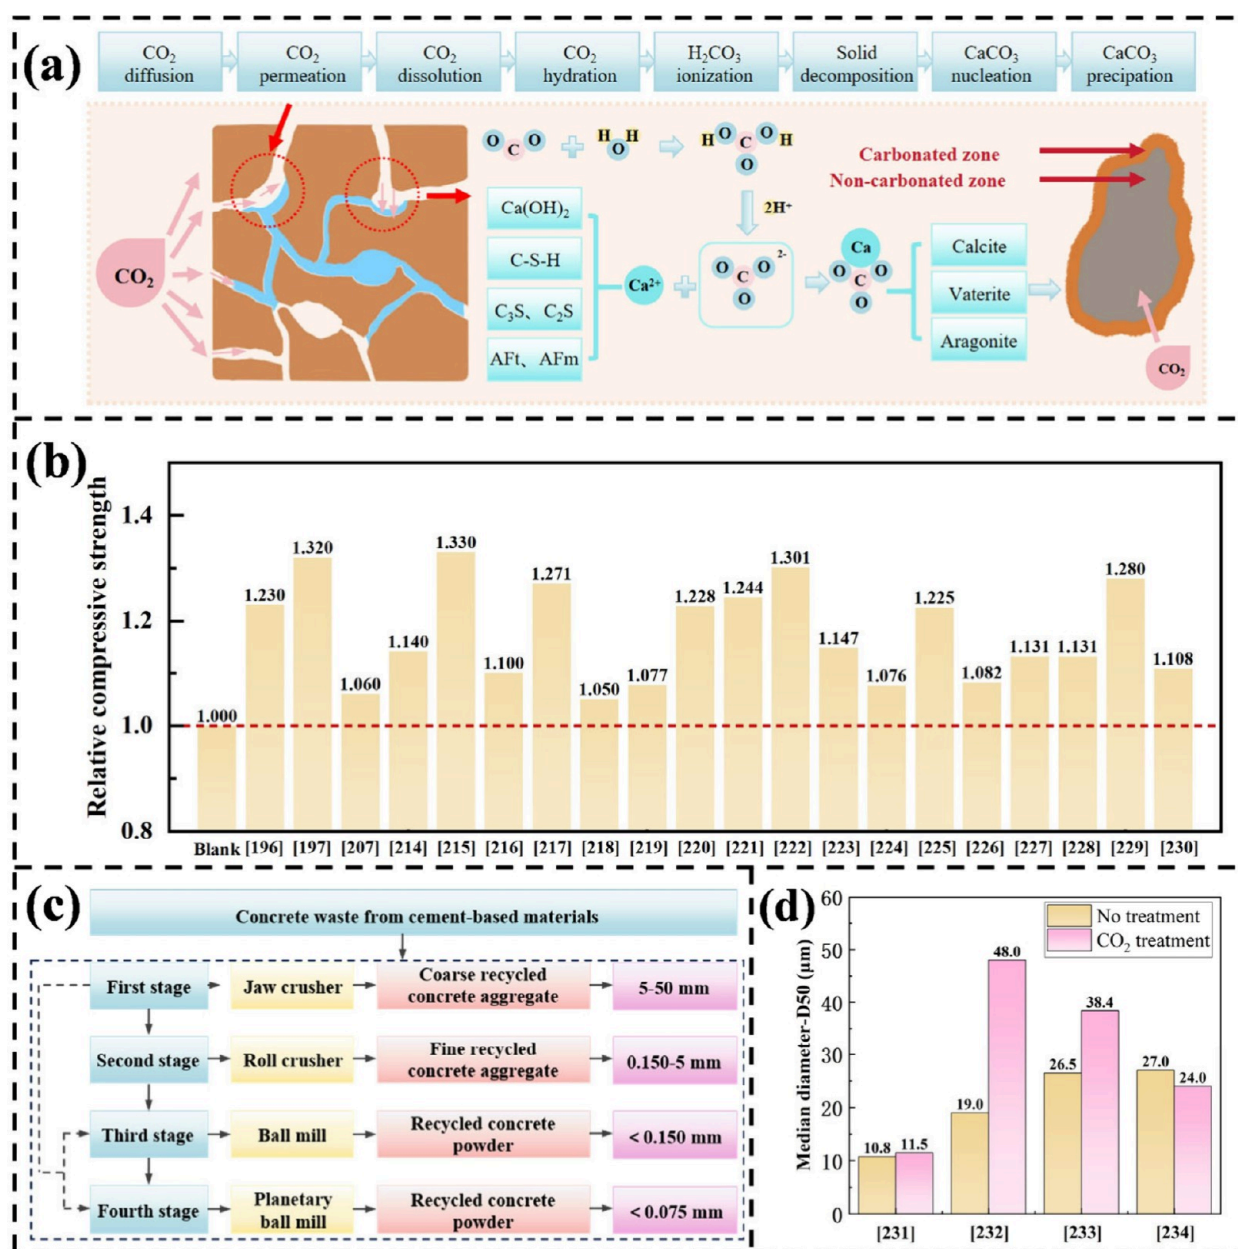 (a)
CO2
diffusion
CO2
permeation
CO2
dissolution
CO2
hydration
H2CO3
ionization
Solid
decomposition
CaCO3
nucleation
CaCO3
precipation
CO2
O C O
H O H
H O C O H
O
Ca(OH)2
C-S-H
C3S、C2S
AFt、AFm
Ca2+
2H+
O C O 2-
O
Ca
O C O
O
Calcite
Vaterite
Aragonite
Carbonated zone
Non-carbonated zone
CO2
(b)
Relative compressive strength
1.4
1.2
1.0
0.8
1.000
1.230
1.320
1.060
1.140
1.330
1.100
1.271
1.050
1.077
1.228
1.244
1.301
1.147
1.076
1.225
1.082
1.131
1.131
1.280
1.108
Blank [196] [197] [207] [214] [215] [216] [217] [218] [219] [220] [221] [222] [223] [224] [225] [226] [227] [228] [229] [230]
(c)
Concrete waste from cement-based materials
First stage
Jaw crusher
Coarse recycled
concrete aggregate
5-50 mm
Second stage
Roll crusher
Fine recycled
concrete aggregate
0.150-5 mm
Third stage
Ball mill
Recycled concrete
powder
< 0.150 mm
Fourth stage
Planetary
ball mill
Recycled concrete
powder
< 0.075 mm
(d)
Median diameter-D50 (μm)
60
50
40
30
20
10
0
No treatment
CO2 treatment
10.8
11.5
19.0
48.0
26.5
38.4
27.0
24.0
[231] [232] [233] [234]